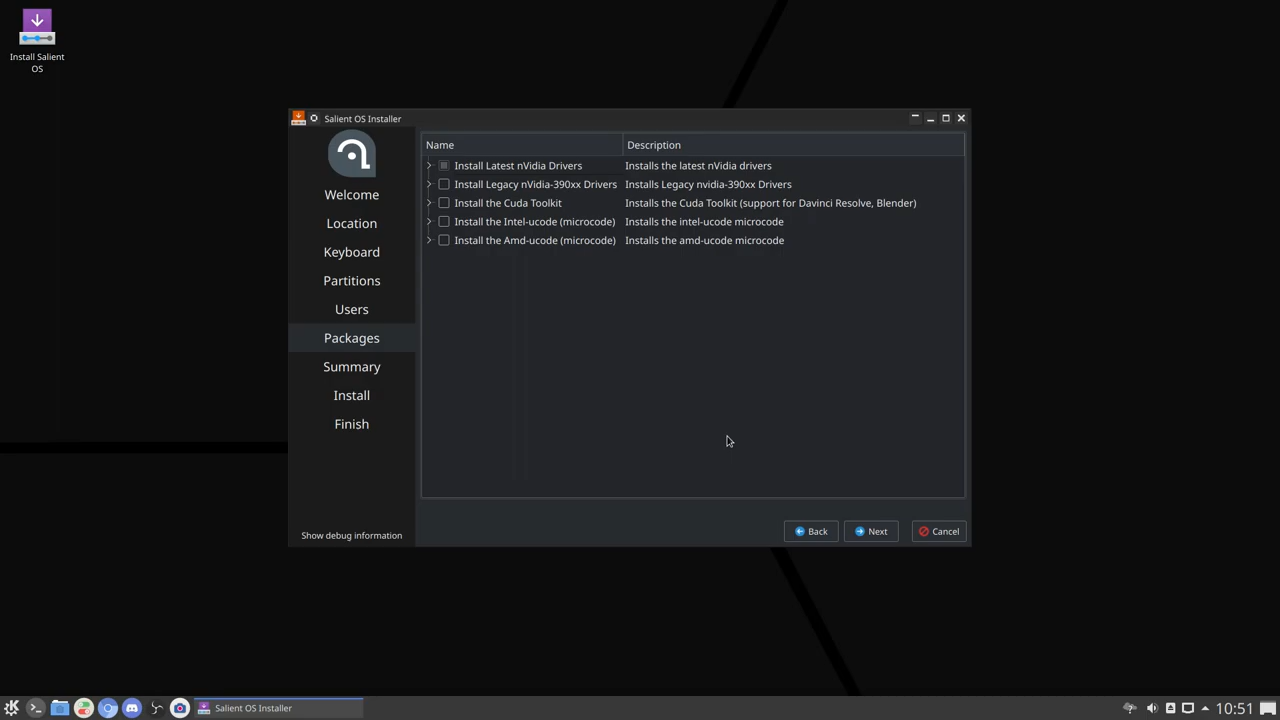 Install Salient
OS
Salient OS Installer
Welcome
Location
Keyboard
Partitions
Users
Packages
Summary
Install
Finish
Show debug information
Name Description
Install Latest nVidia Drivers Installs the latest nVidia drivers
Install Legacy nVidia-390xx Drivers Installs Legacy nvidia-390xx Drivers
Install the Cuda Toolkit Installs the Cuda Toolkit (support for Davinci Resolve, Blender)
Install the Intel-ucode (microcode) Installs the intel-ucode microcode
Install the Amd-ucode (microcode) Installs the amd-ucode microcode
Back Next Cancel
Salient OS Installer
10:51